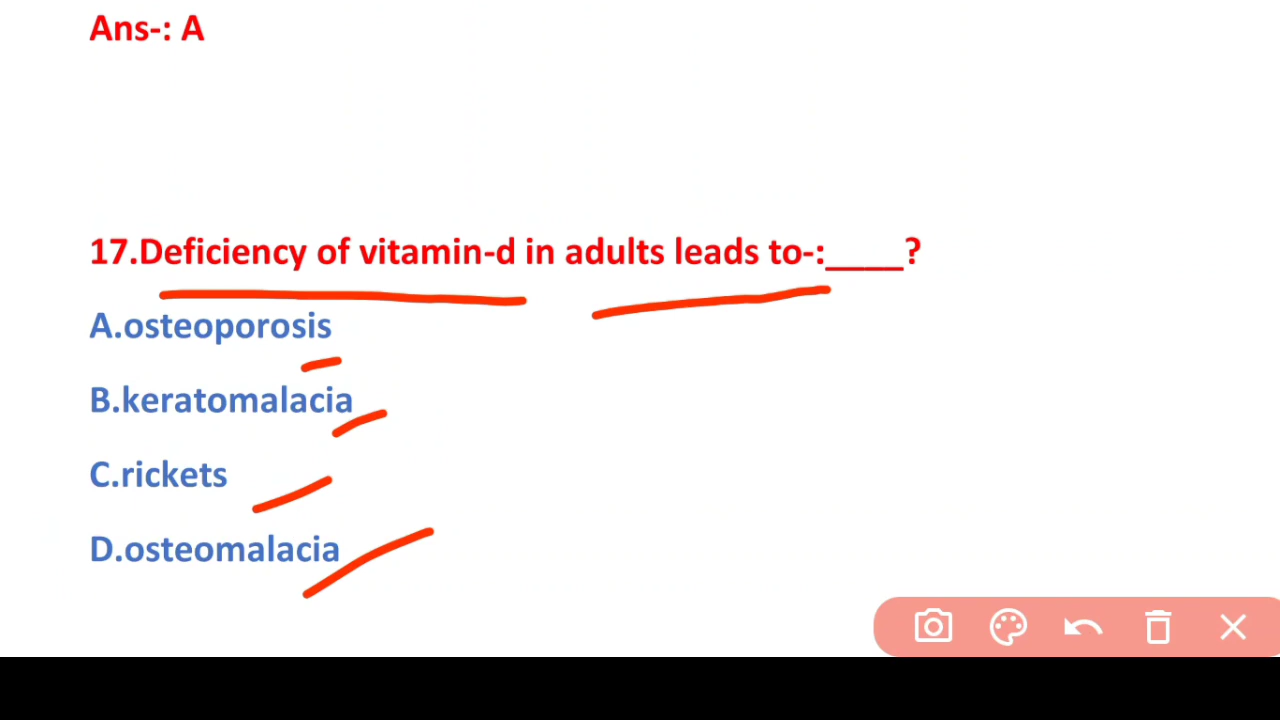 Ans-: A
17.Deficiency of vitamin-d in adults leads to-:____?
A.osteoporosis
B.keratomalacia
C.rickets
D.osteomalacia